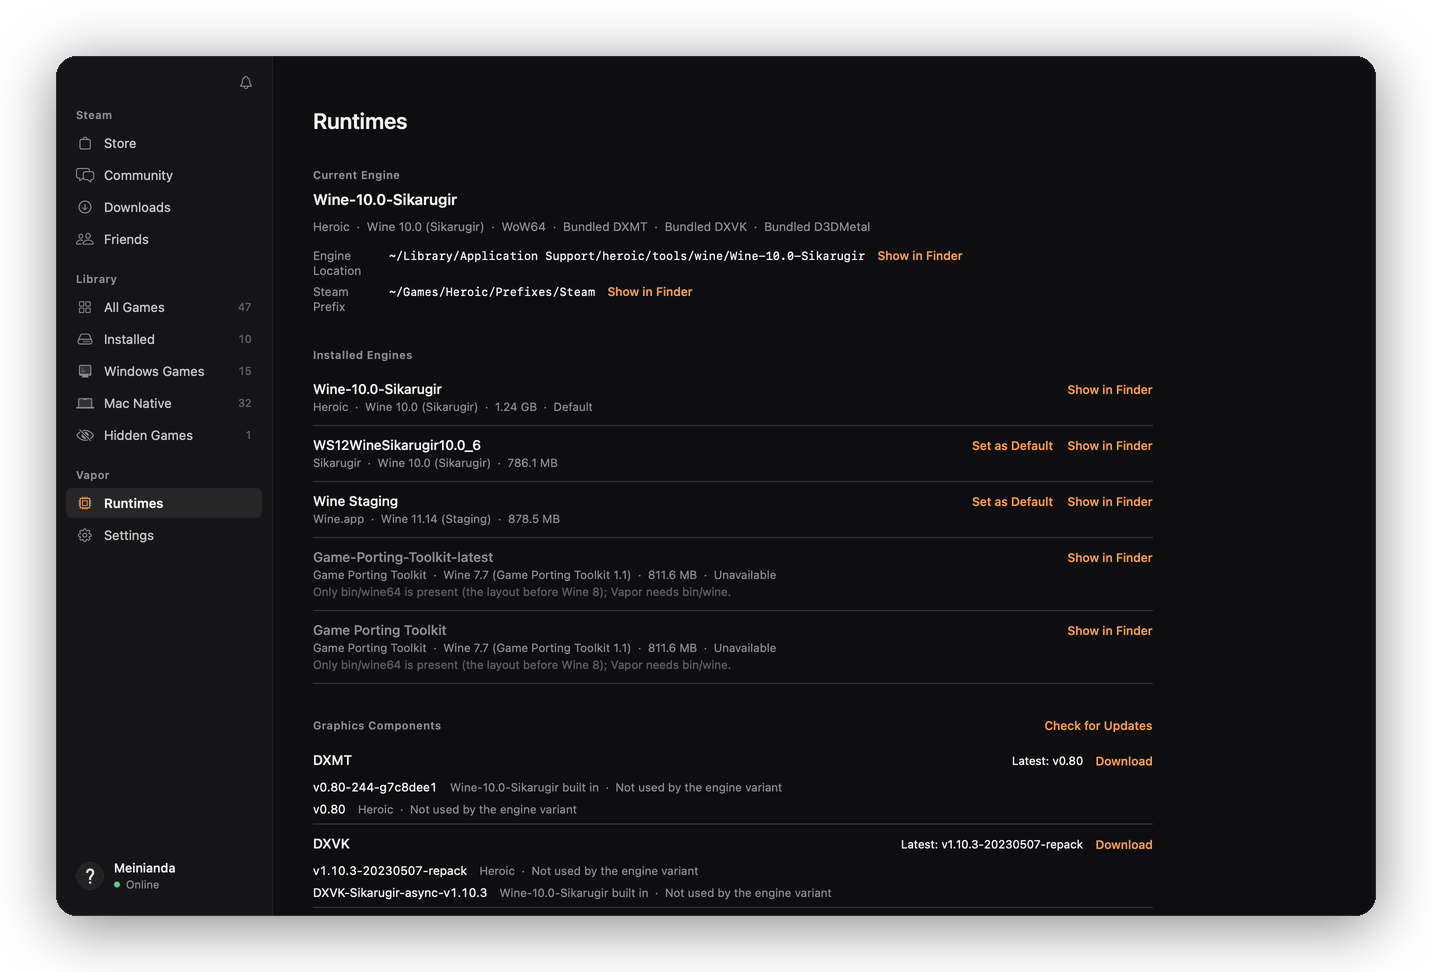 Steam
Store
Community
Downloads
Friends
Library
All Games 47
Installed 10
Windows Games 15
Mac Native 32
Hidden Games 1
Vapor
Runtimes
Settings
? Meinianda
Online
Runtimes
Current Engine
Wine-10.0-Sikarugir
Heroic · Wine 10.0 (Sikarugir) · WoW64 · Bundled DXMT · Bundled DXVK · Bundled D3DMetal
Engine Location ~/Library/Application Support/heroic/tools/wine/Wine-10.0-Sikarugir Show in Finder
Steam Prefix ~/Games/Heroic/Prefixes/Steam Show in Finder
Installed Engines
Wine-10.0-Sikarugir Show in Finder
Heroic · Wine 10.0 (Sikarugir) · 1.24 GB · Default
WS12WineSikarugir10.0_6 Set as Default Show in Finder
Sikarugir · Wine 10.0 (Sikarugir) · 786.1 MB
Wine Staging Set as Default Show in Finder
Wine.app · Wine 11.14 (Staging) · 878.5 MB
Game-Porting-Toolkit-latest Show in Finder
Game Porting Toolkit · Wine 7.7 (Game Porting Toolkit 1.1) · 811.6 MB · Unavailable
Only bin/wine64 is present (the layout before Wine 8); Vapor needs bin/wine.
Game Porting Toolkit Show in Finder
Game Porting Toolkit · Wine 7.7 (Game Porting Toolkit 1.1) · 811.6 MB · Unavailable
Only bin/wine64 is present (the layout before Wine 8); Vapor needs bin/wine.
Graphics Components Check for Updates
DXMT Latest: v0.80 Download
v0.80-244-g7c8dee1 Wine-10.0-Sikarugir built in · Not used by the engine variant
v0.80 Heroic · Not used by the engine variant
DXVK Latest: v1.10.3-20230507-repack Download
v1.10.3-20230507-repack Heroic · Not used by the engine variant
DXVK-Sikarugir-async-v1.10.3 Wine-10.0-Sikarugir built in · Not used by the engine variant